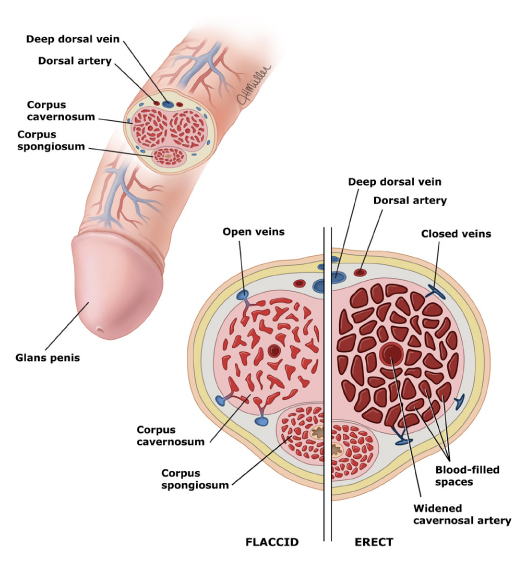 Deep dorsal vein
Dorsal artery
Corpus
cavernosum
Corpus
spongiosum
Glans penis
Deep dorsal vein
Dorsal artery
Open veins
Closed veins
Corpus
cavernosum
Corpus
spongiosum
Blood-filled
spaces
Widened
cavernosal artery
FLACCID
ERECT